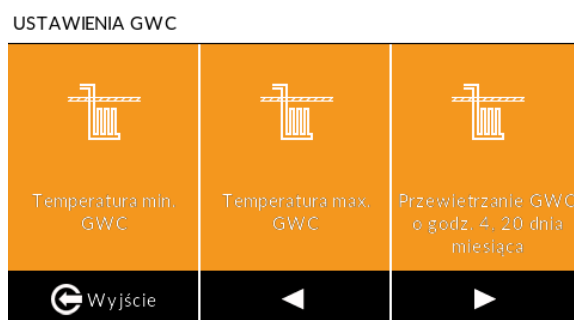 USTAWIENIA GWC
Temperatura min.
GWC
Temperatura max.
GWC
Przewietrzanie GWC
o godz. 4, 20 dnia
miesiąca
Wyjście